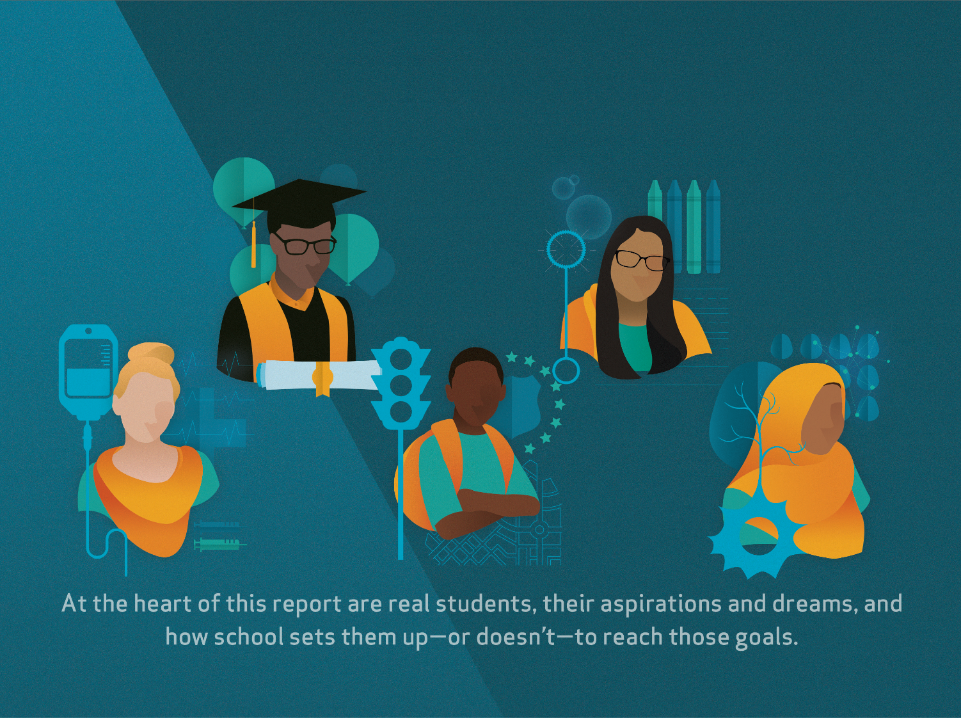 At the heart of this report are real students, their aspirations and dreams, and
how school sets them up—or doesn't—to reach those goals.